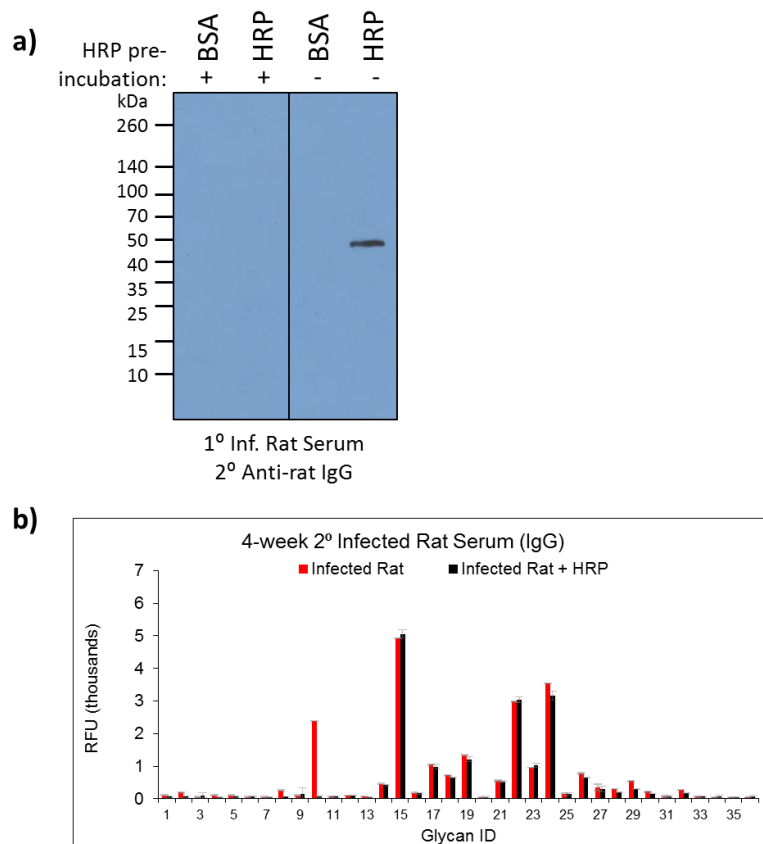 a)
BSA HRP BSA HRP
HRP pre-
incubation: + + - -
kDa
260
140
100
70
50
40
35
25
15
10
1⁰ Inf. Rat Serum
2⁰ Anti-rat IgG
b)
4-week 2⁰ Infected Rat Serum (IgG)
Infected Rat Infected Rat + HRP
RFU (thousands)
7
6
5
4
3
2
1
0
1 3 5 7 9 11 13 15 17 19 21 23 25 27 29 31 33 35
Glycan ID